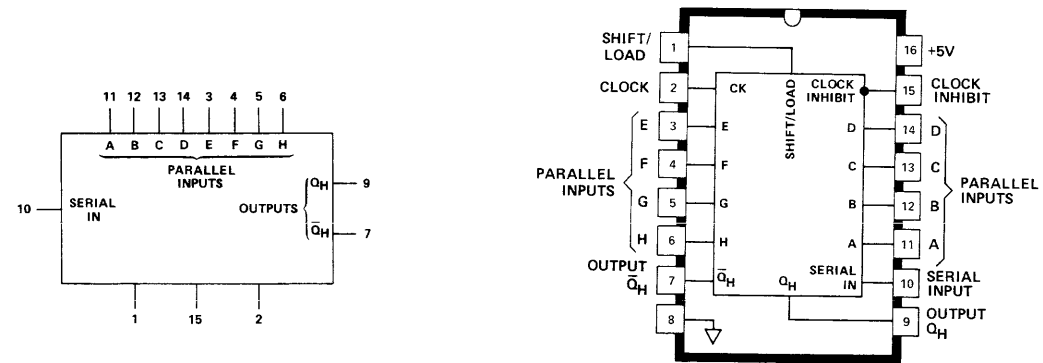 11 12 13 14 3 4 5 6
A B C D E F G H
PARALLEL
INPUTS
QH 9
10 SERIAL
IN
OUTPUTS
Q̅H 7
1 15 2
SHIFT/
LOAD
1
16 +5V
CLOCK
2
CK
SHIFT/LOAD
CLOCK
INHIBIT
15
CLOCK
INHIBIT
E 3 E
D 14 D
F 4 F
C 13 C
PARALLEL
INPUTS
PARALLEL
INPUTS
G 5 G
B 12 B
H 6 H
A 11 A
OUTPUT
Q̅H
7
Q̅H
QH
SERIAL
IN
10
SERIAL
INPUT
8
9
OUTPUT
QH